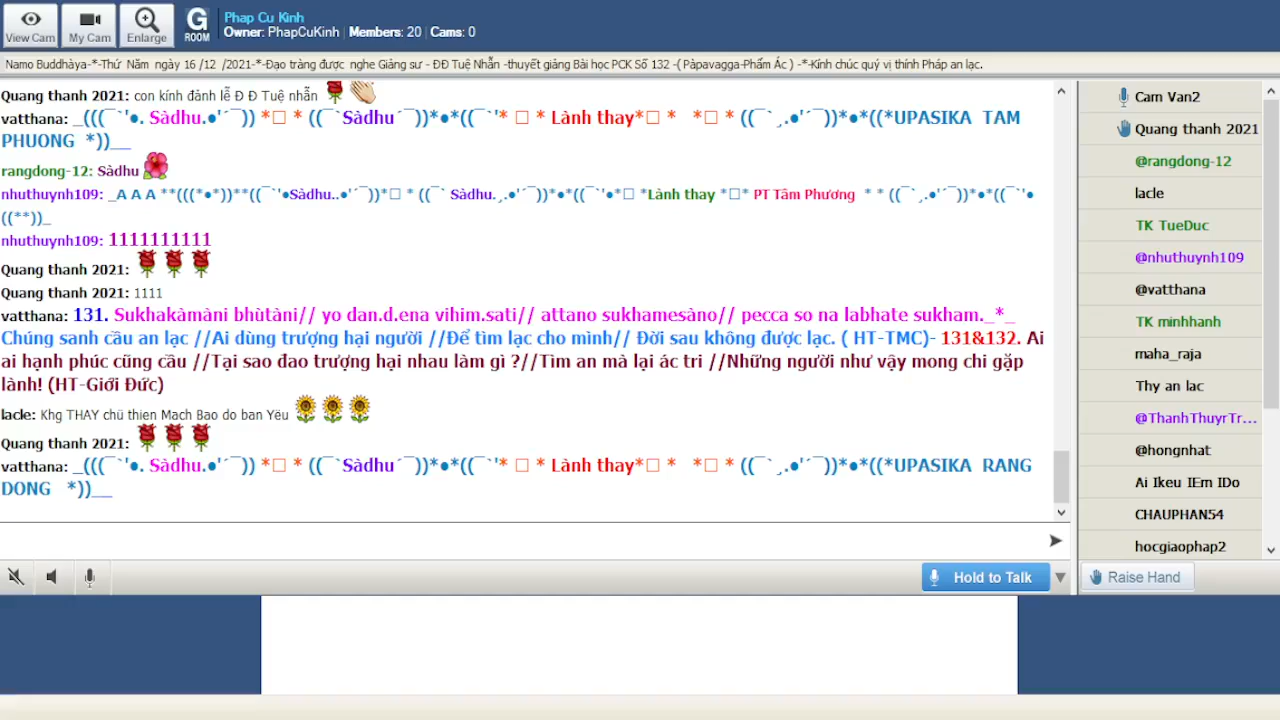 View Cam
My Cam
Enlarge
G
ROOM
Phap Cu Kinh
Owner: PhapCuKinh | Members: 20 | Cams: 0
Namo Buddhàya-*-Thứ Năm ngày 16 /12 /2021-*-Đạo tràng được nghe Giảng sư - ĐĐ Tuệ Nhẫn -thuyết giảng Bài học PCK Số 132 -( Pàpavagga-Phẩm Ác ) -*-Kính chúc quý vị thính Pháp an lạc.
Quang thanh 2021: con kính đảnh lễ Đ Đ Tuệ nhẫn
vatthana: _(((¯`'●. Sàdhu.●'´¯)) *□ * ((¯`Sàdhu´¯))*●*((¯`'* □ * Lành thay*□ * *□ * ((¯`¸.●'´¯))*●*((*UPASIKA TAM
PHUONG *))__
rangdong-12: Sàdhu
nhuthuynh109: _A A A **(((*●*))**((¯`'●Sàdhu..●'´¯))*□ * ((¯` Sàdhu.¸.●'´¯))*●*((¯`'●*□ *Lành thay *□* PT Tâm Phương * * ((¯`¸.●'´¯))*●*((¯`'●
((**))_
nhuthuynh109: 1111111111
Quang thanh 2021:
Quang thanh 2021: 1111
vatthana: 131. Sukhakàmàni bhùtàni// yo dan.d.ena vihim.sati// attano sukhamesàno// pecca so na labhate sukham._*_
Chúng sanh cầu an lạc //Ai dùng trượng hại người //Để tìm lạc cho mình// Đời sau không được lạc. ( HT-TMC)- 131&132. Ai
ai hạnh phúc cũng cầu //Tại sao đao trượng hại nhau làm gì ?//Tìm an mà lại ác tri //Những người như vậy mong chi gặp
lành! (HT-Giới Đức)
lacle: Khg THAY chữ thien Mach Bao do ban Yêu
Quang thanh 2021:
vatthana: _(((¯`'●. Sàdhu.●'´¯)) *□ * ((¯`Sàdhu´¯))*●*((¯`'* □ * Lành thay*□ * *□ * ((¯`¸.●'´¯))*●*((*UPASIKA RANG
DONG *))__
Hold to Talk
Cam Van2
Quang thanh 2021
@rangdong-12
lacle
TK TueDuc
@nhuthuynh109
@vatthana
TK minhhanh
maha_raja
Thy an lac
@ThanhThuyrTr...
@hongnhat
Ai Ikeu IEm IDo
CHAUPHAN54
hocgiaophap2
Raise Hand